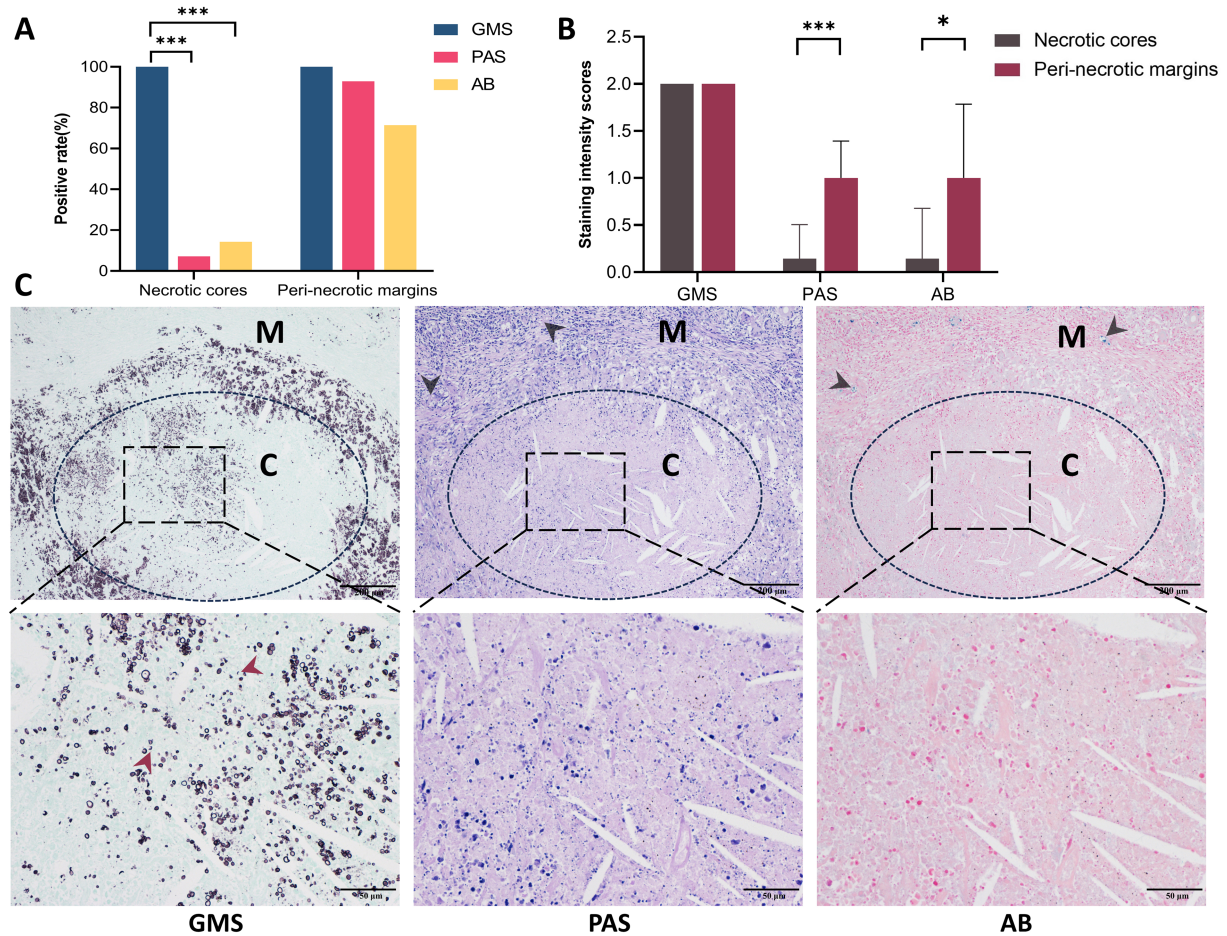 A
***
***
GMS
PAS
AB
Positive rate(%)
100
80
60
40
20
0
Necrotic cores
Peri-necrotic margins
B
***
*
Necrotic cores
Peri-necrotic margins
Staining intensity scores
2.5
2.0
1.5
1.0
0.5
0.0
GMS
PAS
AB
C
M
C
200 μm
M
C
200 μm
M
C
200 μm
50 μm
50 μm
50 μm
GMS
PAS
AB